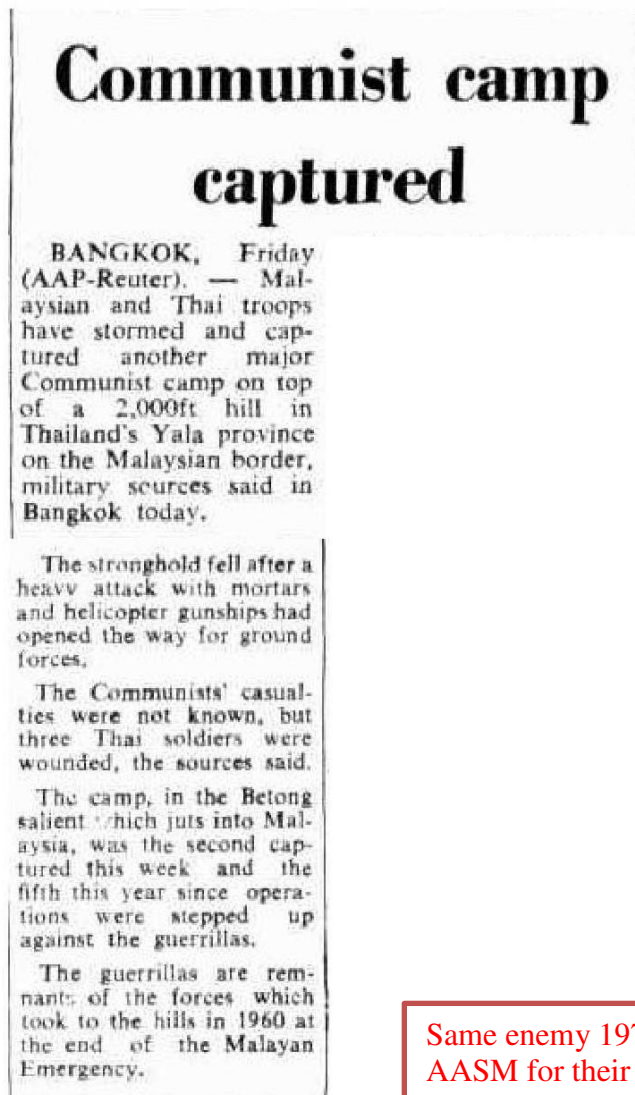 Communist camp
captured
BANGKOK, Friday
(AAP-Reuter). — Mal-
aysian and Thai troops
have stormed and cap-
tured another major
Communist camp on top
of a 2,000ft hill in
Thailand's Yala province
on the Malaysian border,
military sources said in
Bangkok today.
The stronghold fell after a
heavy attack with mortars
and helicopter gunships had
opened the way for ground
forces.
The Communists' casual-
ties were not known, but
three Thai soldiers were
wounded, the sources said.
The camp, in the Betong
salient which juts into Mal-
aysia, was the second cap-
tured this week and the
fifth this year since opera-
tions were stepped up
against the guerrillas.
The guerrillas are rem-
nants of the forces which
took to the hills in 1960 at
the end of the Malayan
Emergency.
Same enemy
AASM for their